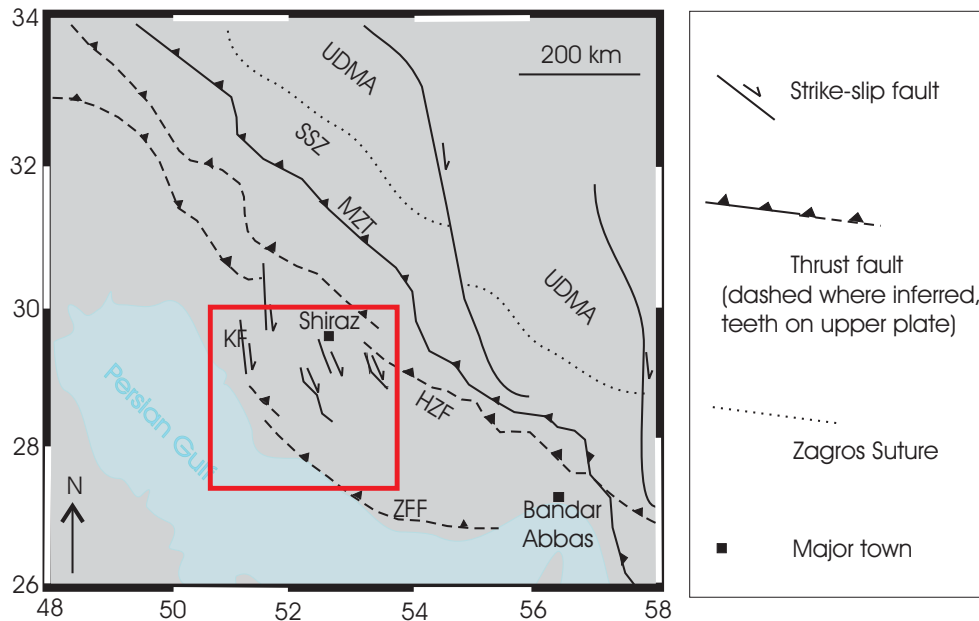 34
32
30
28
26
48
50
52
54
56
58
UDMA
200 km
SSZ
MZT
UDMA
Shiraz
KF
HZF
Persian Gulf
ZFF
Bandar
Abbas
N
Strike-slip fault
Thrust fault
(dashed where inferred,
teeth on upper plate)
Zagros Suture
Major town